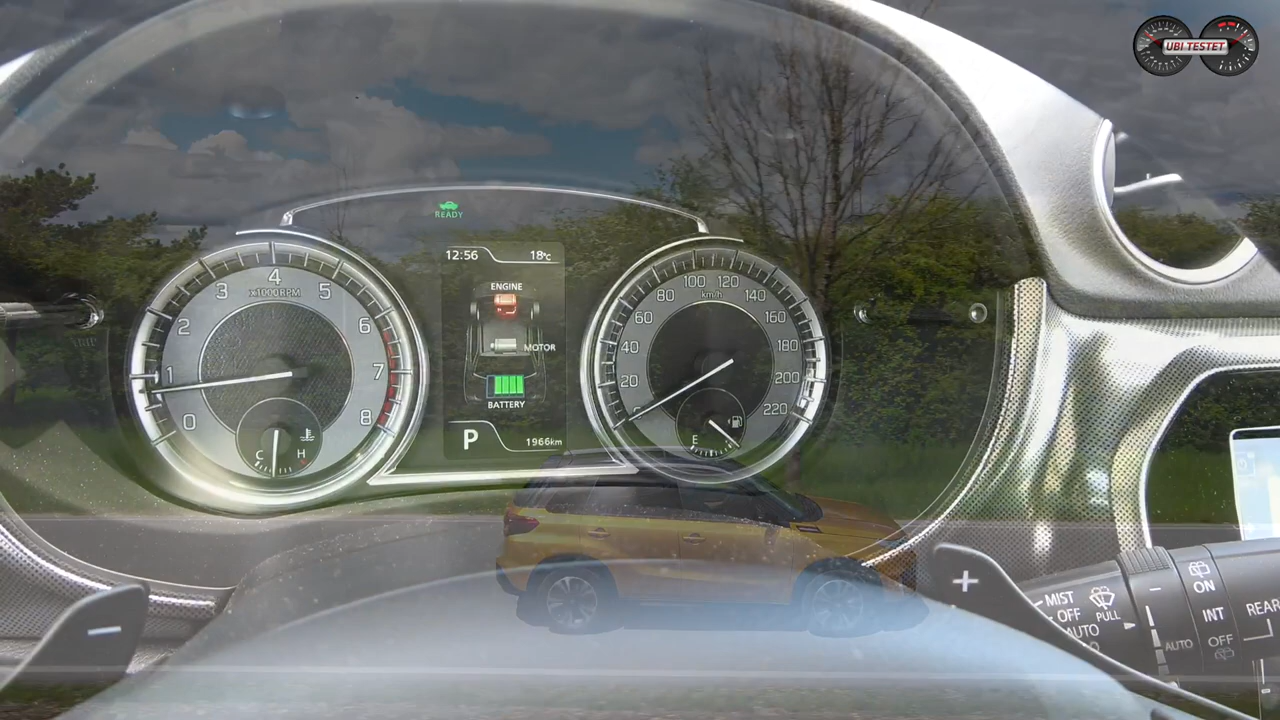 UBI TESTET
READY
12:56 18°C
ENGINE
MOTOR
BATTERY
P
1966km
0 1 2 3 4 5 6 7 8
x1000RPM
C H
20 40 60 80 100 120 140 160 180 200 220
km/h
E
-
+
MIST
OFF
AUTO
PULL
AUTO
-
ON
INT
OFF
REAR